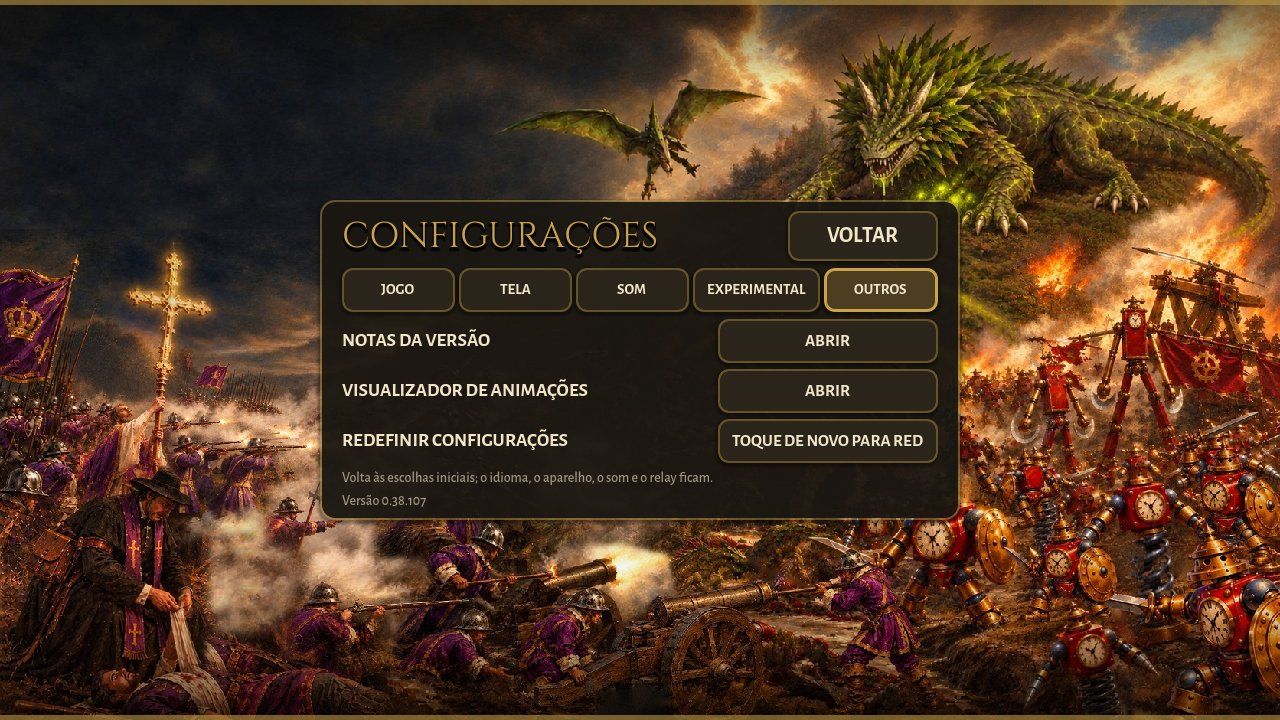 CONFIGURAÇÕES
VOLTAR
JOGO
TELA
SOM
EXPERIMENTAL
OUTROS
NOTAS DA VERSÃO
ABRIR
VISUALIZADOR DE ANIMAÇÕES
ABRIR
REDEFINIR CONFIGURAÇÕES
TOQUE DE NOVO PARA RED
Volta às escolhas iniciais; o idioma, o aparelho, o som e o relay ficam.
Versão 0.38.107